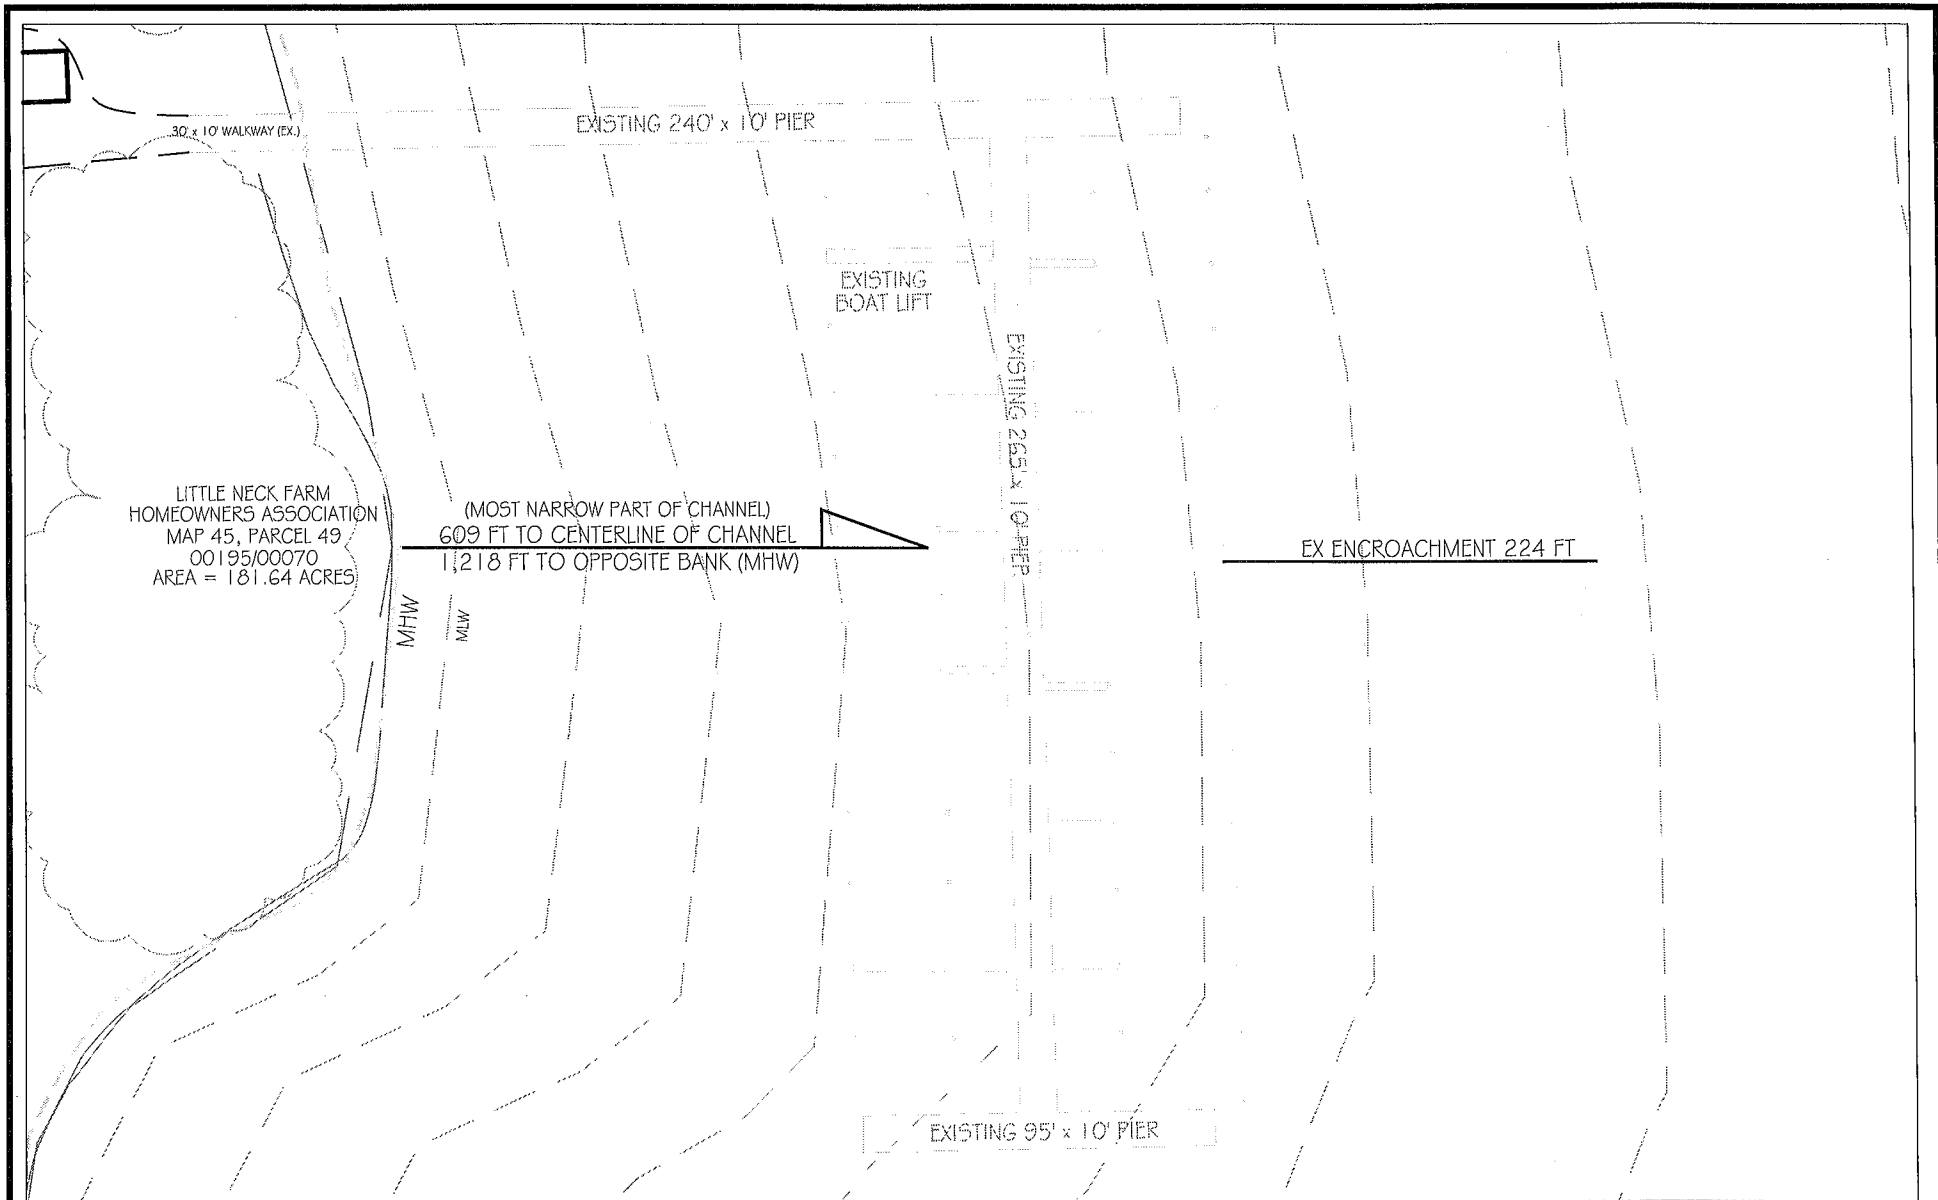 30' x 10' WALKWAY (EX.)
EXISTING 240' x 10' PIER
EXISTING
BOAT LIFT
EXISTING 265' x 10' PIER
LITTLE NECK FARM
HOMEOWNERS ASSOCIATION
MAP 45, PARCEL 49
00195/00070
AREA = 181.64 ACRES
(MOST NARROW PART OF CHANNEL)
609 FT TO CENTERLINE OF CHANNEL
1,218 FT TO OPPOSITE BANK (MHW)
EX ENCROACHMENT 224 FT
MHW
MLW
EXISTING 95' x 10' PIER